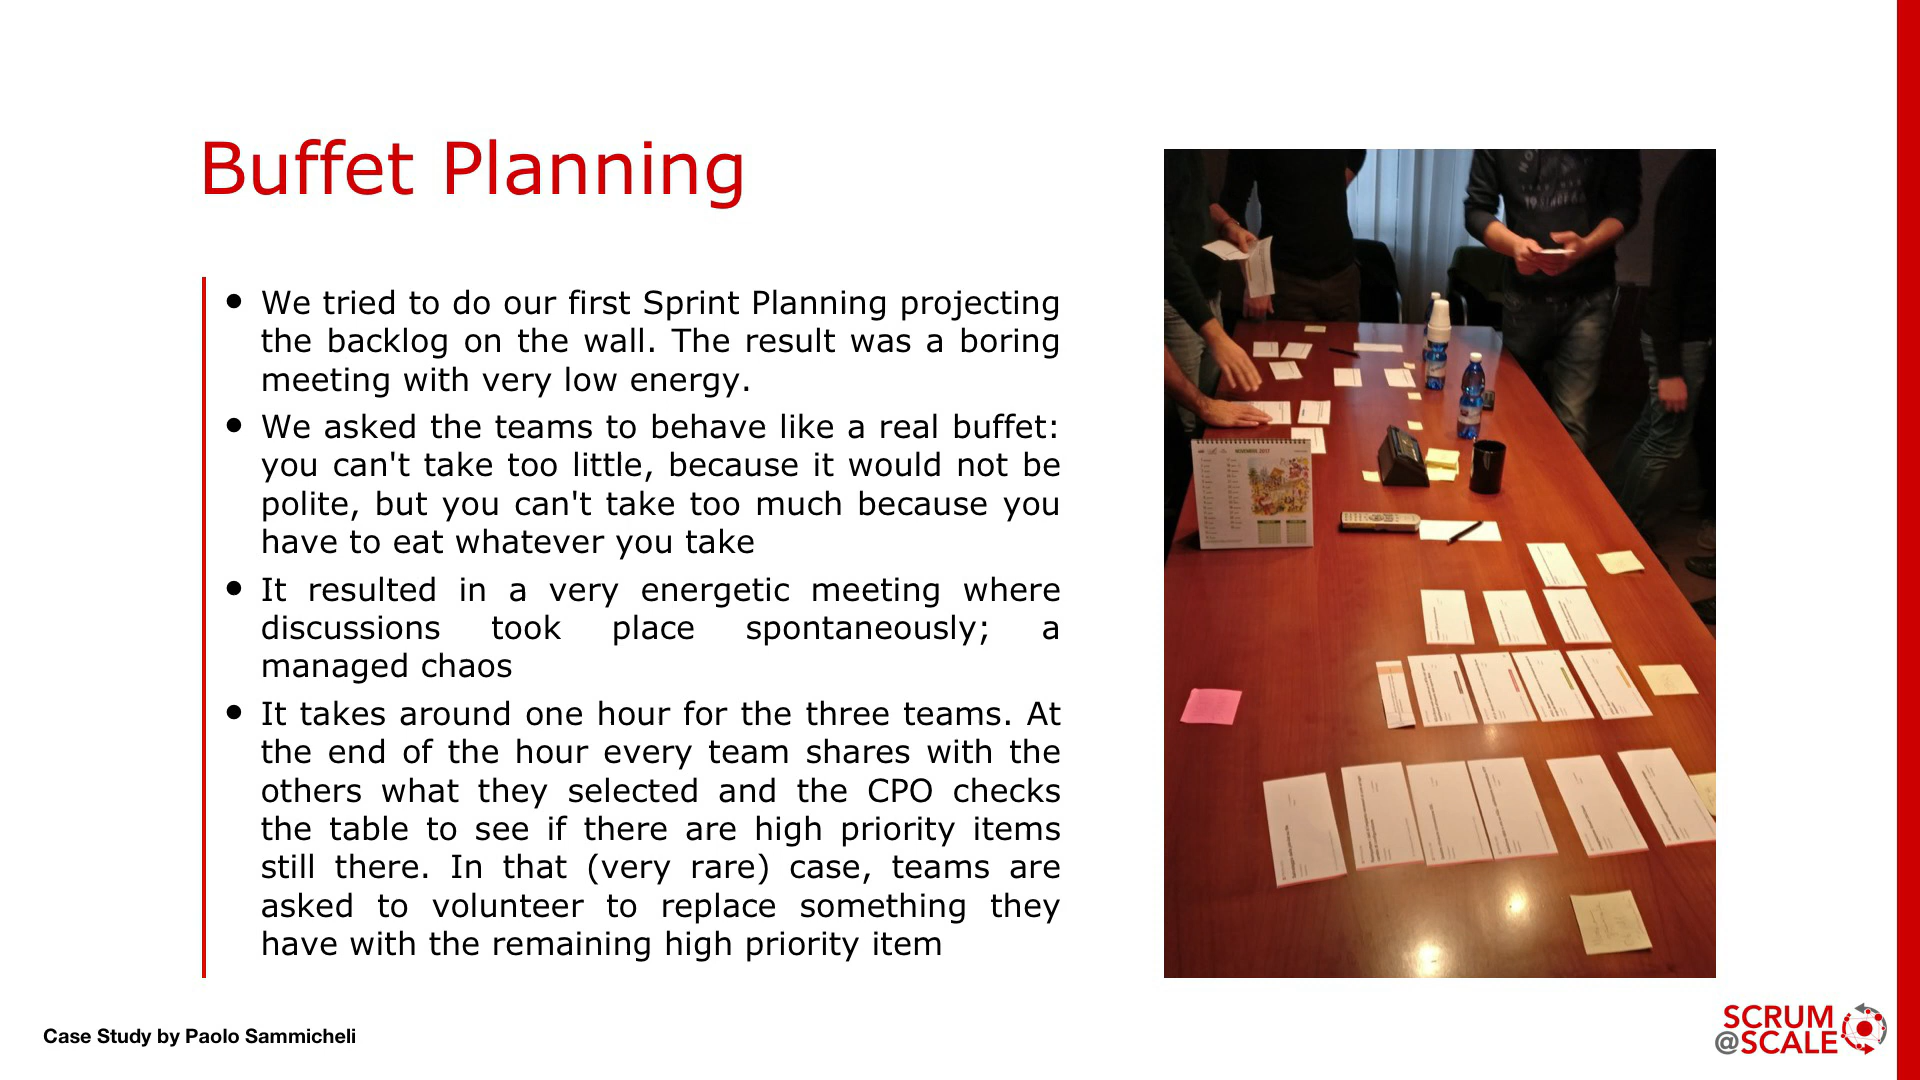 Buffet Planning
• We tried to do our first Sprint Planning projecting
the backlog on the wall. The result was a boring
meeting with very low energy.
• We asked the teams to behave like a real buffet:
you can't take too little, because it would not be
polite, but you can't take too much because you
have to eat whatever you take
• It resulted in a very energetic meeting where
discussions took place spontaneously; a
managed chaos
• It takes around one hour for the three teams. At
the end of the hour every team shares with the
others what they selected and the CPO checks
the table to see if there are high priority items
still there. In that (very rare) case, teams are
asked to volunteer to replace something they
have with the remaining high priority item
NOVEMBRE 2017
Case Study by Paolo Sammicheli
SCRUM
@SCALE